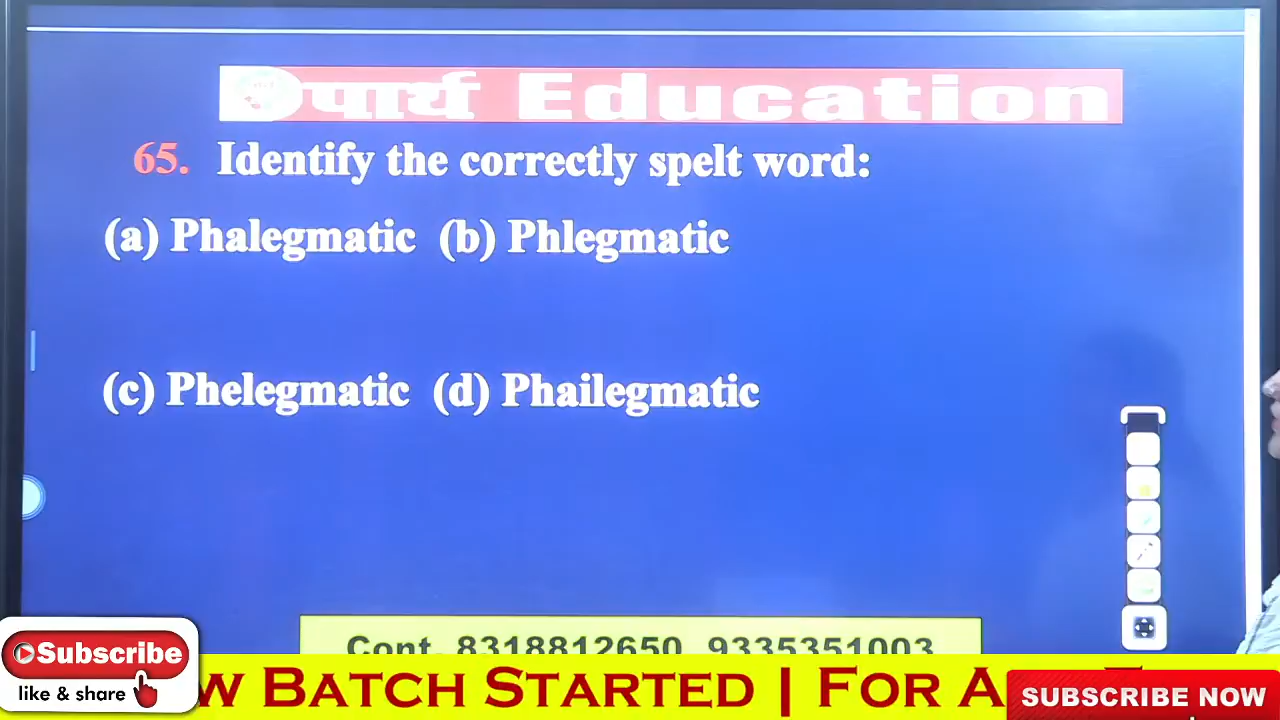 पार्थ Education
65. Identify the correctly spelt word:
(a) Phalegmatic (b) Phlegmatic
(c) Phelegmatic (d) Phailegmatic
Cont. 8318812650, 9335351003
Subscribe
like & share
w Batch Started | For A
SUBSCRIBE NOW